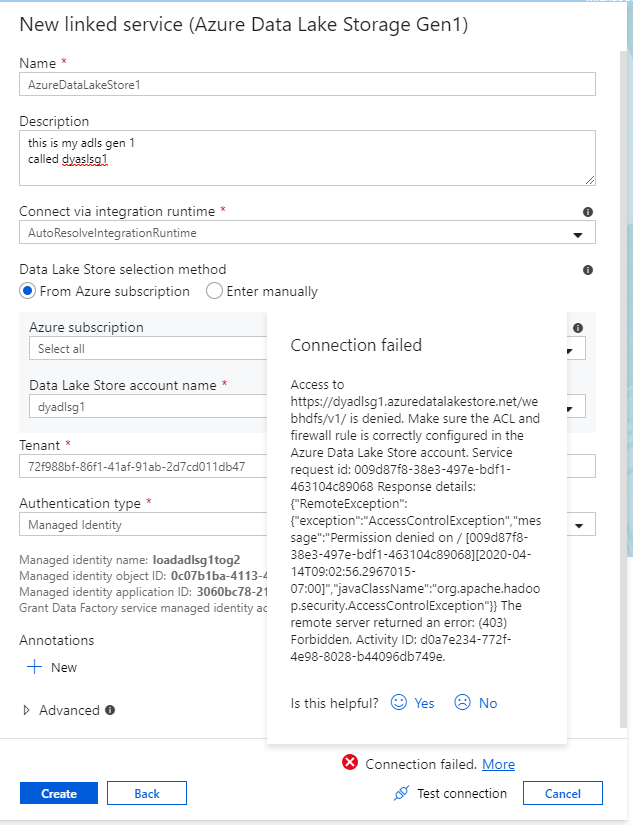 New linked service (Azure Data Lake Storage Gen1)
Name *
AzureDataLakeStore1
Description
this is my adls gen 1
called dyaslsg1
Connect via integration runtime *
AutoResolveIntegrationRuntime
Data Lake Store selection method
From Azure subscription Enter manually
Azure subscription
Select all
Data Lake Store account name *
dyadlsg1
Tenant *
72f988bf-86f1-41af-91ab-2d7cd011db47
Authentication type *
Managed Identity
Managed identity name: loadadlsg1tog2
Managed identity object ID: 0c07b1ba-4113-4
Managed identity application ID: 3060bc78-21
Grant Data Factory service managed identity ac
Annotations
New
Advanced
Connection failed
Access to
https://dyadlsg1.azuredatalakestore.net/we
bhdfs/v1/ is denied. Make sure the ACL and
firewall rule is correctly configured in the
Azure Data Lake Store account. Service
request id: 009d87f8-38e3-497e-bdf1-
463104c89068 Response details:
{"RemoteException":
{"exception":"AccessControlException","mes
sage":"Permission denied on / [009d87f8-
38e3-497e-bdf1-463104c89068][2020-04-
14T09:02:56.2967015-
07:00]","javaClassName":"org.apache.hadoo
p.security.AccessControlException"}} The
remote server returned an error: (403)
Forbidden. Activity ID: d0a7e234-772f-
4e98-8028-b44096db749e.
Is this helpful? Yes No
Connection failed. More
Create Back Test connection Cancel